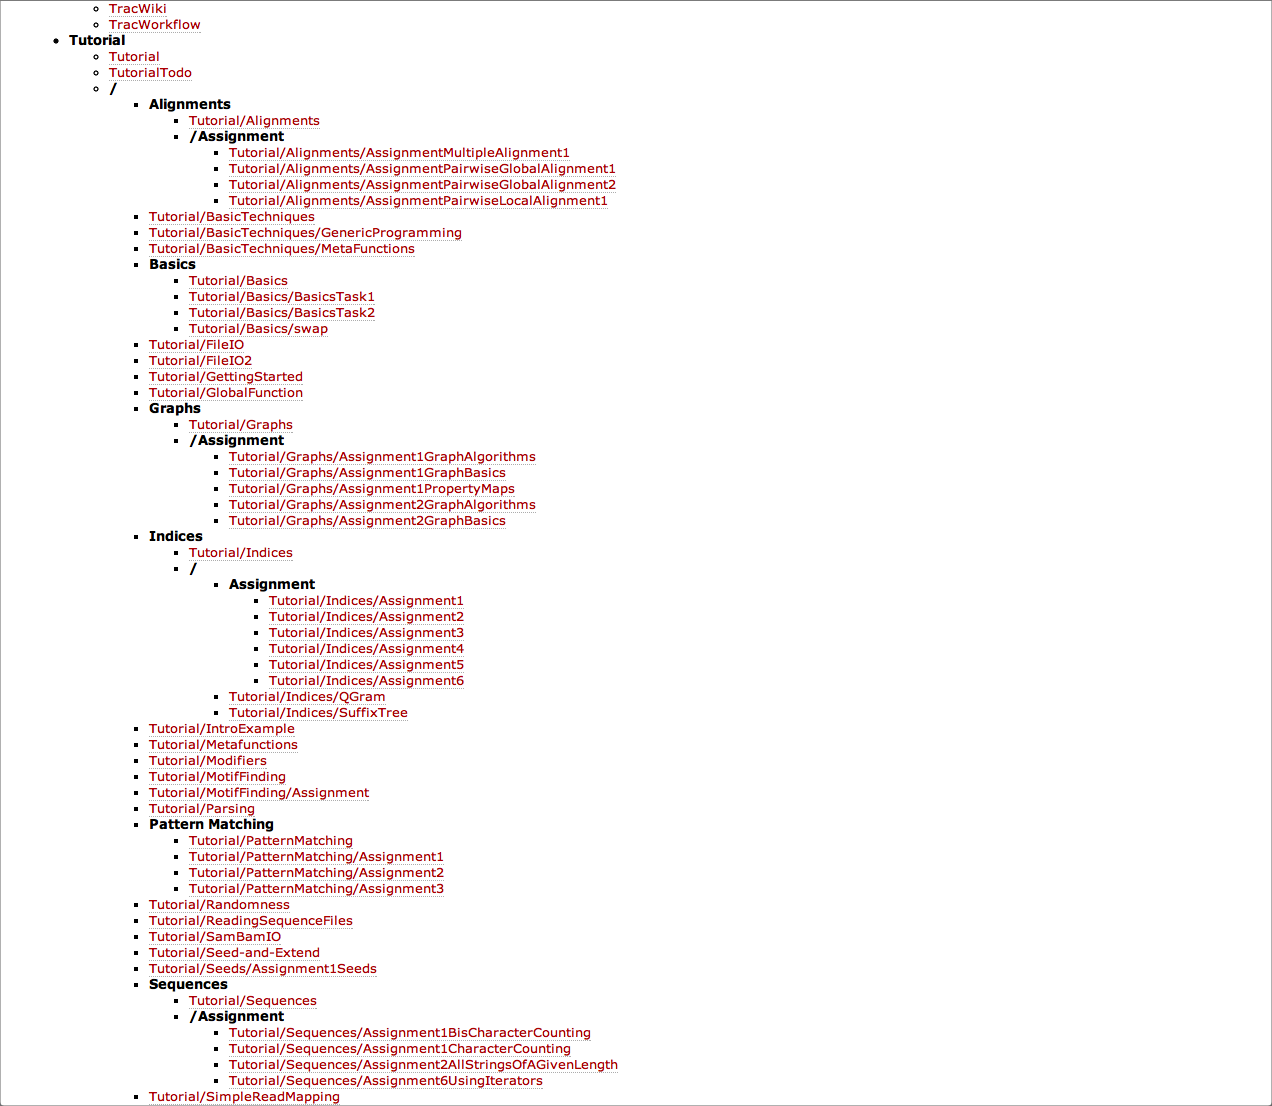 TracWiki
TracWorkflow
Tutorial
Tutorial
TutorialTodo
/
Alignments
Tutorial/Alignments
/Assignment
Tutorial/Alignments/AssignmentMultipleAlignment1
Tutorial/Alignments/AssignmentPairwiseGlobalAlignment1
Tutorial/Alignments/AssignmentPairwiseGlobalAlignment2
Tutorial/Alignments/AssignmentPairwiseLocalAlignment1
Tutorial/BasicTechniques
Tutorial/BasicTechniques/GenericProgramming
Tutorial/BasicTechniques/MetaFunctions
Basics
Tutorial/Basics
Tutorial/Basics/BasicsTask1
Tutorial/Basics/BasicsTask2
Tutorial/Basics/swap
Tutorial/FileIO
Tutorial/FileIO2
Tutorial/GettingStarted
Tutorial/GlobalFunction
Graphs
Tutorial/Graphs
/Assignment
Tutorial/Graphs/Assignment1GraphAlgorithms
Tutorial/Graphs/Assignment1GraphBasics
Tutorial/Graphs/Assignment1PropertyMaps
Tutorial/Graphs/Assignment2GraphAlgorithms
Tutorial/Graphs/Assignment2GraphBasics
Indices
Tutorial/Indices
/
Assignment
Tutorial/Indices/Assignment1
Tutorial/Indices/Assignment2
Tutorial/Indices/Assignment3
Tutorial/Indices/Assignment4
Tutorial/Indices/Assignment5
Tutorial/Indices/Assignment6
Tutorial/Indices/QGram
Tutorial/Indices/SuffixTree
Tutorial/IntroExample
Tutorial/Metafunctions
Tutorial/Modifiers
Tutorial/MotifFinding
Tutorial/MotifFinding/Assignment
Tutorial/Parsing
Pattern Matching
Tutorial/PatternMatching
Tutorial/PatternMatching/Assignment1
Tutorial/PatternMatching/Assignment2
Tutorial/PatternMatching/Assignment3
Tutorial/Randomness
Tutorial/ReadingSequenceFiles
Tutorial/SamBamIO
Tutorial/Seed-and-Extend
Tutorial/Seeds/Assignment1Seeds
Sequences
Tutorial/Sequences
/Assignment
Tutorial/Sequences/Assignment1BisCharacterCounting
Tutorial/Sequences/Assignment1CharacterCounting
Tutorial/Sequences/Assignment2AllStringsOfAGivenLength
Tutorial/Sequences/Assignment6UsingIterators
Tutorial/SimpleReadMapping